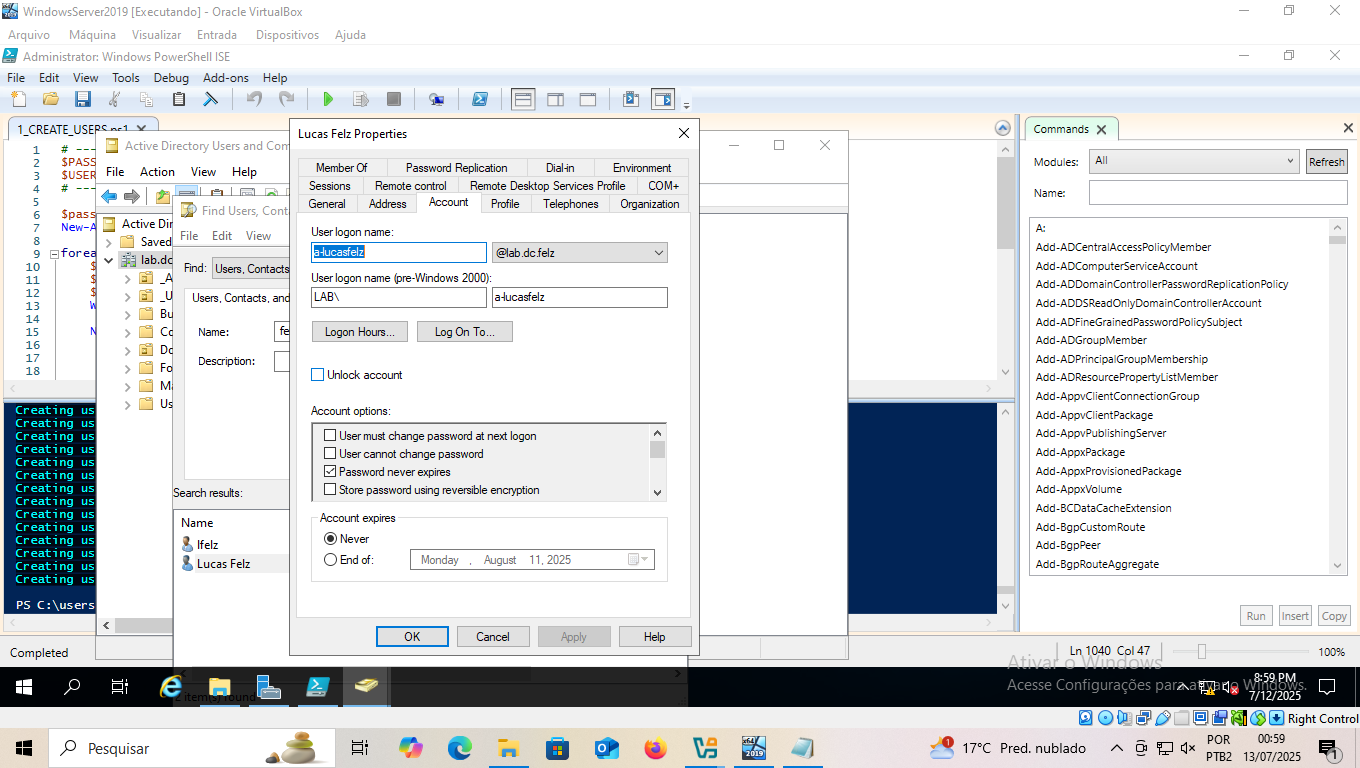 WindowsServer2019 [Executando] - Oracle VirtualBox
Arquivo Máquina Visualizar Entrada Dispositivos Ajuda
Administrator: Windows PowerShell ISE
File Edit View Tools Debug Add-ons Help
1_CREATE_USERS.ps1
1 # ---
2 $PASS
3 $USER
4 # ---
5
6 $pass
7 New-A
8
9 forea
10 $
11 $
12 $
13 W
14
15 N
16
17
18
Active Directory Users and Com
File Action View Help
Active Dir
Saved
lab.dc
_A
_U
Bu
Co
Do
Fo
Ma
Us
Find Users, Conta
File Edit View
Find: Users, Contacts
Users, Contacts, and
Name: fe
Description:
Search results:
Name
lfelz
Lucas Felz
2 item(s) found
Lucas Felz Properties
Member Of Password Replication Dial-in Environment
Sessions Remote control Remote Desktop Services Profile COM+
General Address Account Profile Telephones Organization
User logon name:
a-lucasfelz @lab.dc.felz
User logon name (pre-Windows 2000):
LAB\ a-lucasfelz
Logon Hours... Log On To...
Unlock account
Account options:
User must change password at next logon
User cannot change password
Password never expires
Store password using reversible encryption
Account expires
Never
End of: Monday , August 11, 2025
OK Cancel Apply Help
Creating us
Creating us
Creating us
Creating us
Creating us
Creating us
Creating us
Creating us
Creating us
Creating us
Creating us
Creating us
Creating us
Creating us
PS C:\users
Commands
Modules: All Refresh
Name:
A:
Add-ADCentralAccessPolicyMember
Add-ADComputerServiceAccount
Add-ADDomainControllerPasswordReplicationPolicy
Add-ADDSReadOnlyDomainControllerAccount
Add-ADFineGrainedPasswordPolicySubject
Add-ADGroupMember
Add-ADPrincipalGroupMembership
Add-ADResourcePropertyListMember
Add-AppvClientConnectionGroup
Add-AppvClientPackage
Add-AppvPublishingServer
Add-AppxPackage
Add-AppxProvisionedPackage
Add-AppxVolume
Add-BCDataCacheExtension
Add-BgpCustomRoute
Add-BgpPeer
Add-BgpRouteAggregate
Run Insert Copy
Completed
Ln 1040 Col 47 100%
Ativar o Windows
Acesse Configurações para ativar o Windows.
8:59 PM
7/12/2025
Right Control
Pesquisar
x64
2019
1
17°C Pred. nublado
POR
PTB2
00:59
13/07/2025
1